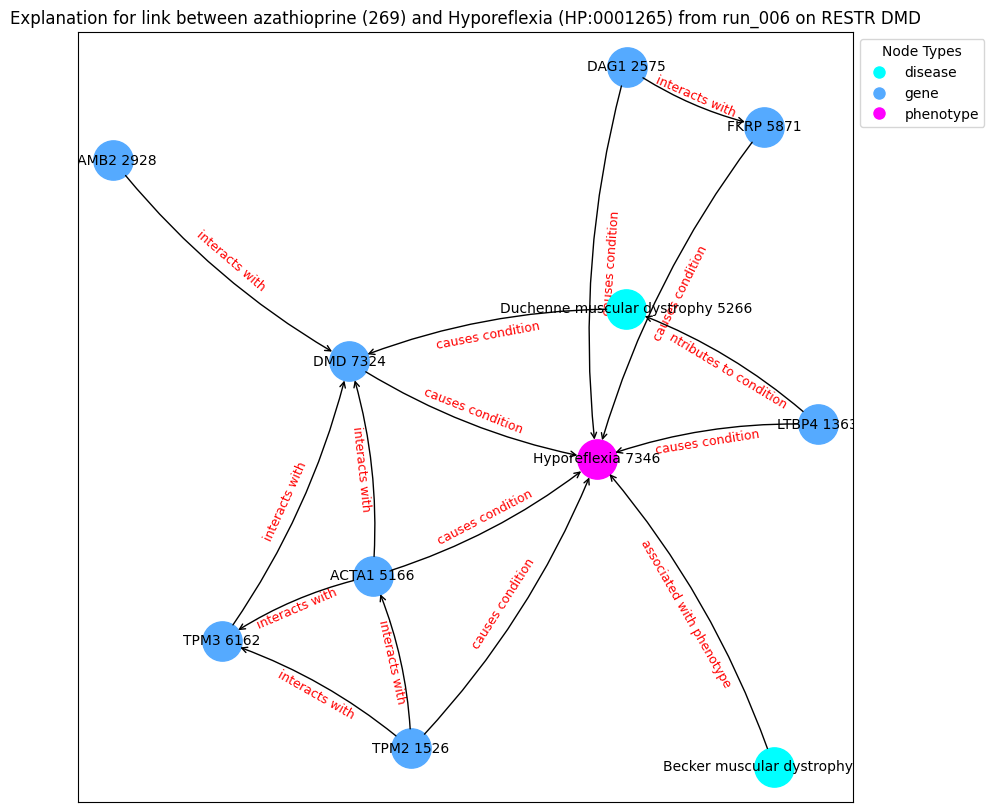 Explanation for link between azathioprine (269) and Hyporeflexia (HP:0001265) from run_006 on RESTR DMD
Node Types
disease
gene
phenotype
DAG1 2575
interacts with
FKRP 5871
AMB2 2928
interacts with
causes condition
causes condition
Duchenne muscular dystrophy 5266
causes condition
ntributes to condition
DMD 7324
causes condition
LTBP4 1363
causes condition
Hyporeflexia 7346
interacts with
interacts with
causes condition
ACTA1 5166
interacts with
causes condition
associated with phenotype
TPM3 6162
interacts with
interacts with
TPM2 1526
Becker muscular dystrophy